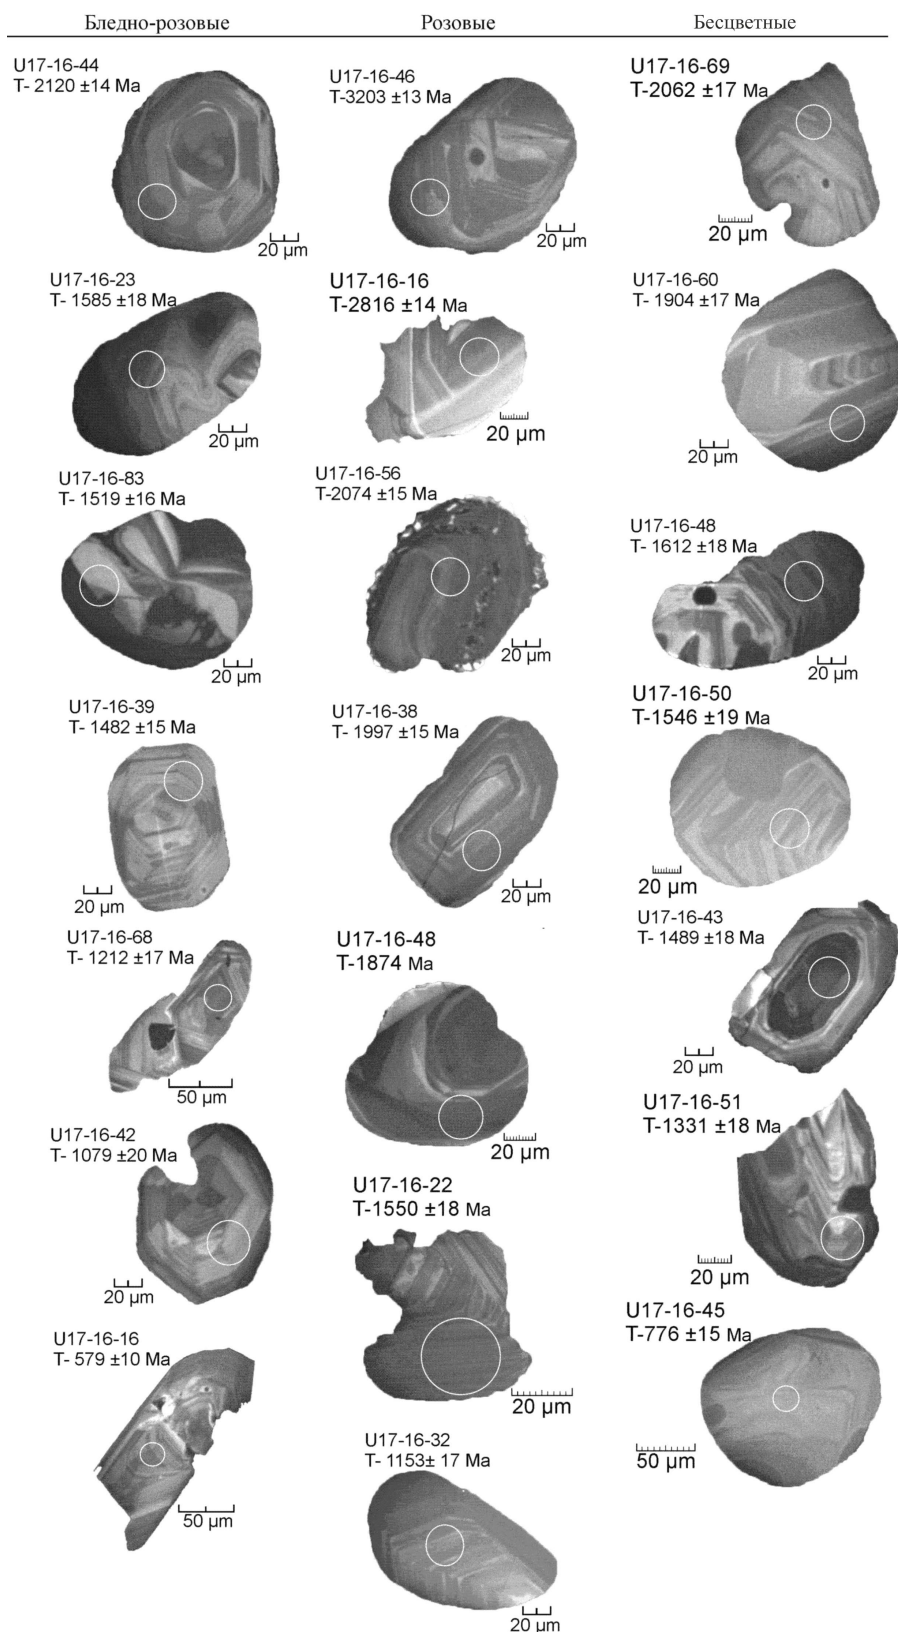 Бледно-розовые
U17-16-44
T- 2120 ±14 Ma
20 µm
U17-16-23
T- 1585 ±18 Ma
20 µm
U17-16-83
T- 1519 ±16 Ma
20 µm
U17-16-39
T- 1482 ±15 Ma
20 µm
U17-16-68
T- 1212 ±17 Ma
50 µm
U17-16-42
T- 1079 ±20 Ma
20 µm
U17-16-16
T- 579 ±10 Ma
50 µm
Розовые
U17-16-46
T-3203 ±13 Ma
20 µm
U17-16-16
T-2816 ±14 Ma
20 µm
U17-16-56
T-2074 ±15 Ma
20 µm
U17-16-38
T- 1997 ±15 Ma
20 µm
U17-16-48
T-1874 Ma
20 µm
U17-16-22
T-1550 ±18 Ma
20 µm
U17-16-32
T- 1153± 17 Ma
20 µm
Бесцветные
U17-16-69
T-2062 ±17 Ma
20 µm
U17-16-60
T- 1904 ±17 Ma
20 µm
U17-16-48
T- 1612 ±18 Ma
20 µm
U17-16-50
T-1546 ±19 Ma
20 µm
U17-16-43
T- 1489 ±18 Ma
20 µm
U17-16-51
T-1331 ±18 Ma
20 µm
U17-16-45
T-776 ±15 Ma
50 µm